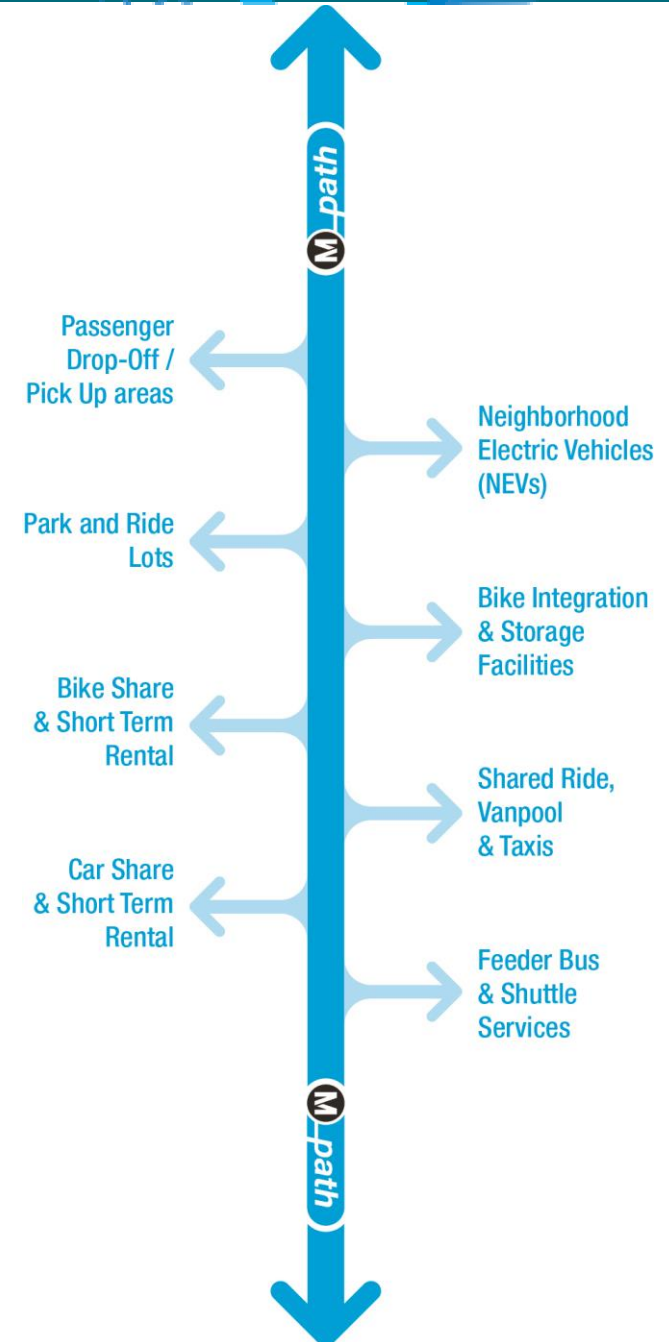 M path
Passenger
Drop-Off /
Pick Up areas
Neighborhood
Electric Vehicles
(NEVs)
Park and Ride
Lots
Bike Integration
& Storage
Facilities
Bike Share
& Short Term
Rental
Shared Ride,
Vanpool
& Taxis
Car Share
& Short Term
Rental
Feeder Bus
& Shuttle
Services
M path